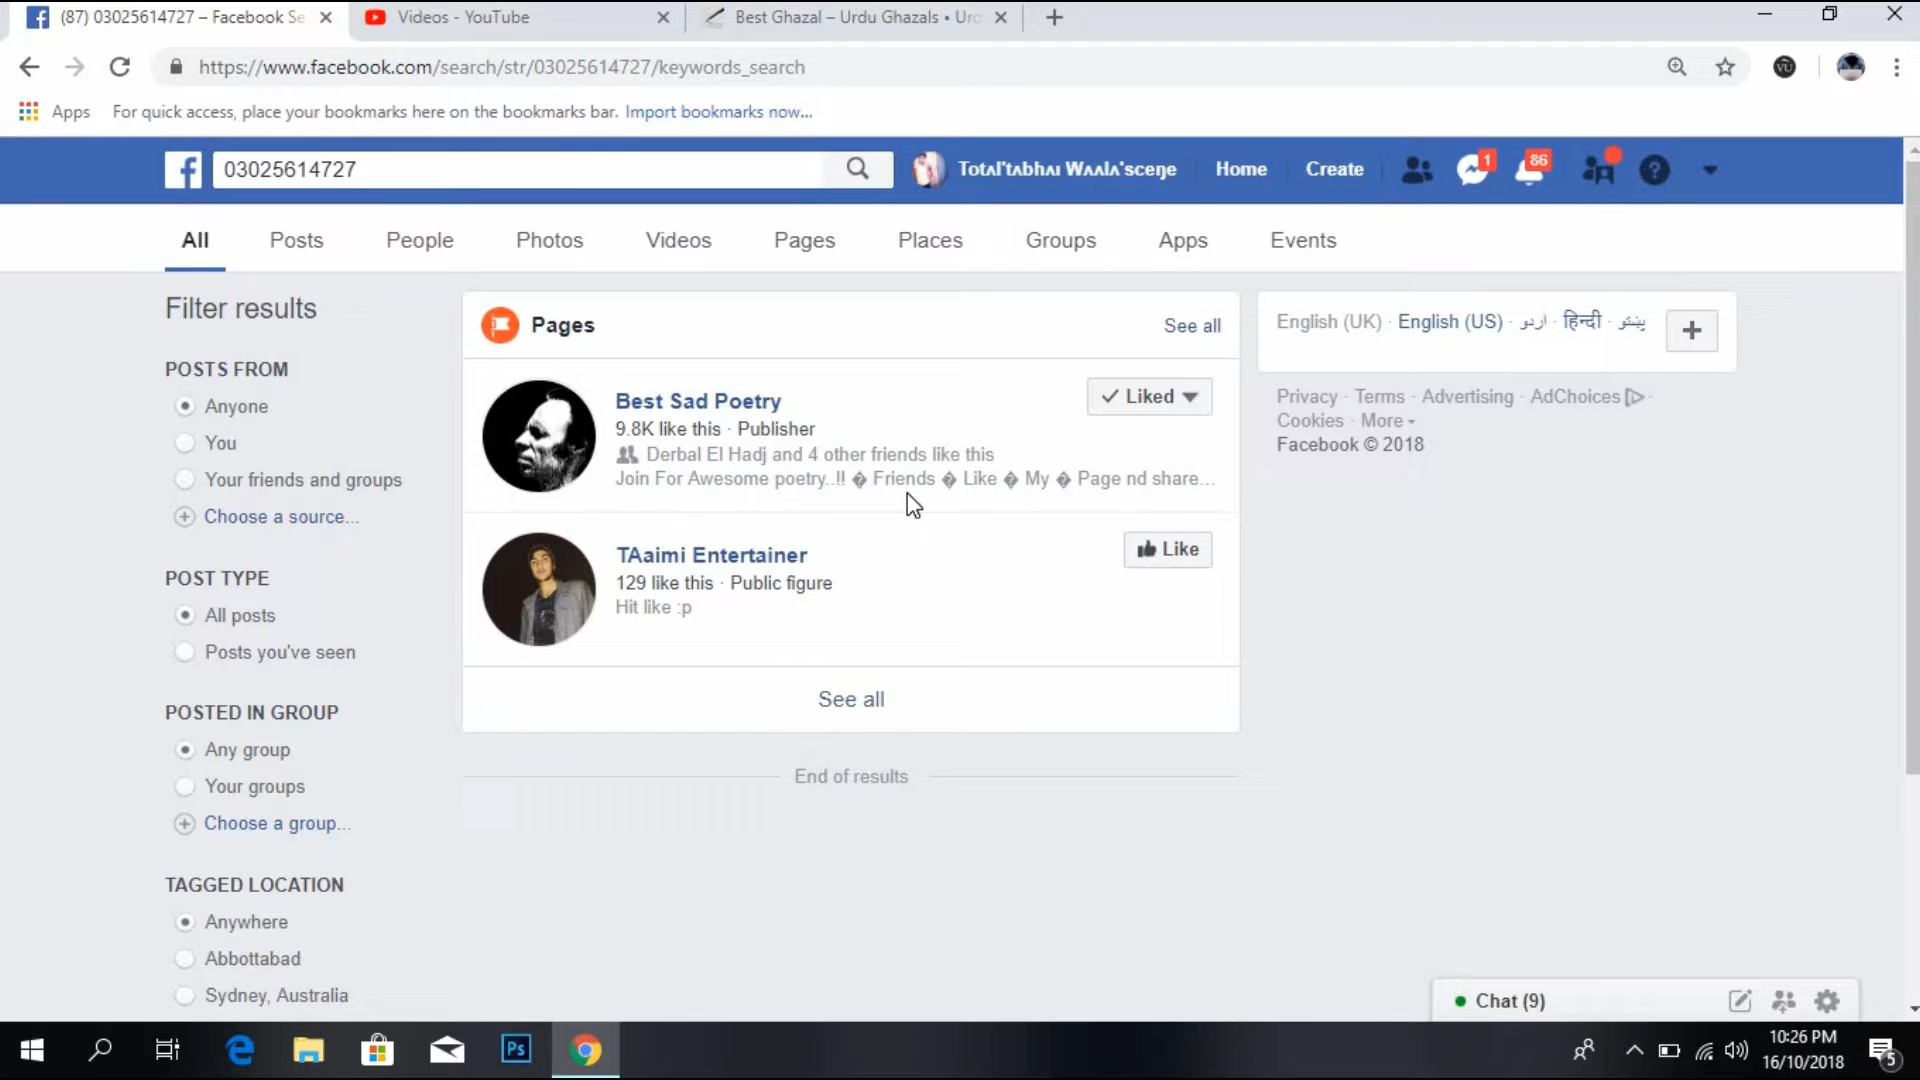 (87) 03025614727 – Facebook Se
Videos - YouTube
Best Ghazal – Urdu Ghazals • Urd
https://www.facebook.com/search/str/03025614727/keywords_search
Apps For quick access, place your bookmarks here on the bookmarks bar. Import bookmarks now...
03025614727
Totʌl'tʌbhʌı Wʌʌlʌ'sceŋe
Home
Create
1
86
All Posts People Photos Videos Pages Places Groups Apps Events
Filter results
POSTS FROM
Anyone
You
Your friends and groups
Choose a source...
POST TYPE
All posts
Posts you've seen
POSTED IN GROUP
Any group
Your groups
Choose a group...
TAGGED LOCATION
Anywhere
Abbottabad
Sydney, Australia
Pages
See all
Best Sad Poetry
Liked
9.8K like this · Publisher
Derbal El Hadj and 4 other friends like this
Join For Awesome poetry..!! � Friends � Like � My � Page nd share...
TAaimi Entertainer
Like
129 like this · Public figure
Hit like :p
See all
End of results
English (UK) · English (US) · اردو · हिन्दी · پښتو
Privacy · Terms · Advertising · AdChoices ·
Cookies · More
Facebook © 2018
Chat (9)
Ps
10:26 PM
16/10/2018
5